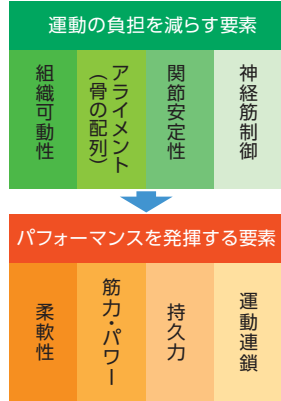 運動の負担を減らす要素
組織可動性
アライメント
（骨の配列）
関節安定性
神経筋制御
パフォーマンスを発揮する要素
柔軟性
筋力・パワー
持久力
運動連鎖